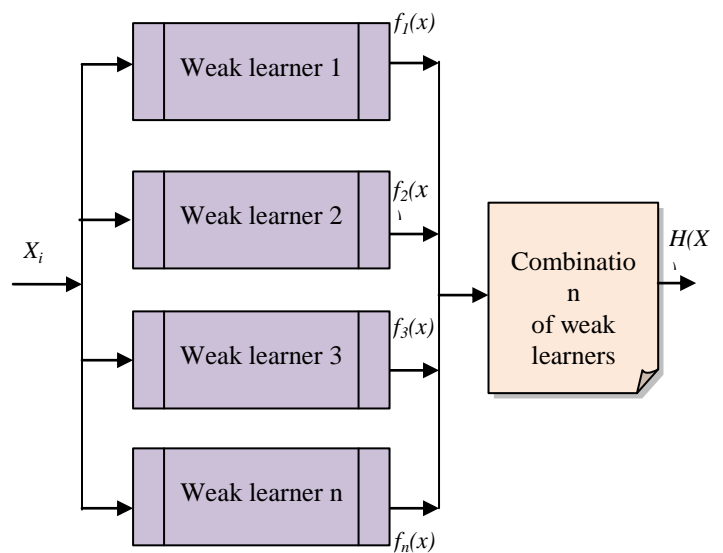 f₁(x)
Weak learner 1
f₂(x
Weak learner 2
X_i
H(X
Combinatio
n
of weak
learners
f₃(x)
Weak learner 3
Weak learner n
fₙ(x)